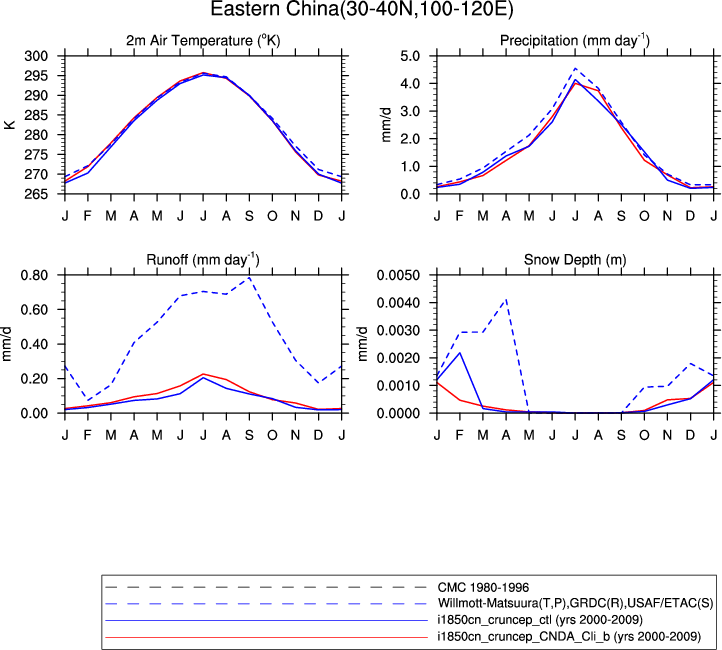 Eastern China(30-40N,100-120E)
2m Air Temperature (°K)
300
295
290
285
280
275
270
265
K
J F M A M J J A S O N D J
Precipitation (mm day⁻¹)
5.0
4.0
3.0
2.0
1.0
0.0
mm/d
J F M A M J J A S O N D J
Runoff (mm day⁻¹)
0.80
0.60
0.40
0.20
0.00
mm/d
J F M A M J J A S O N D J
Snow Depth (m)
0.0050
0.0040
0.0030
0.0020
0.0010
0.0000
mm/d
J F M A M J J A S O N D J
CMC 1980-1996
Willmott-Matsuura(T,P),GRDC(R),USAF/ETAC(S)
i1850cn_cruncep_ctl (yrs 2000-2009)
i1850cn_cruncep_CNDA_Cli_b (yrs 2000-2009)